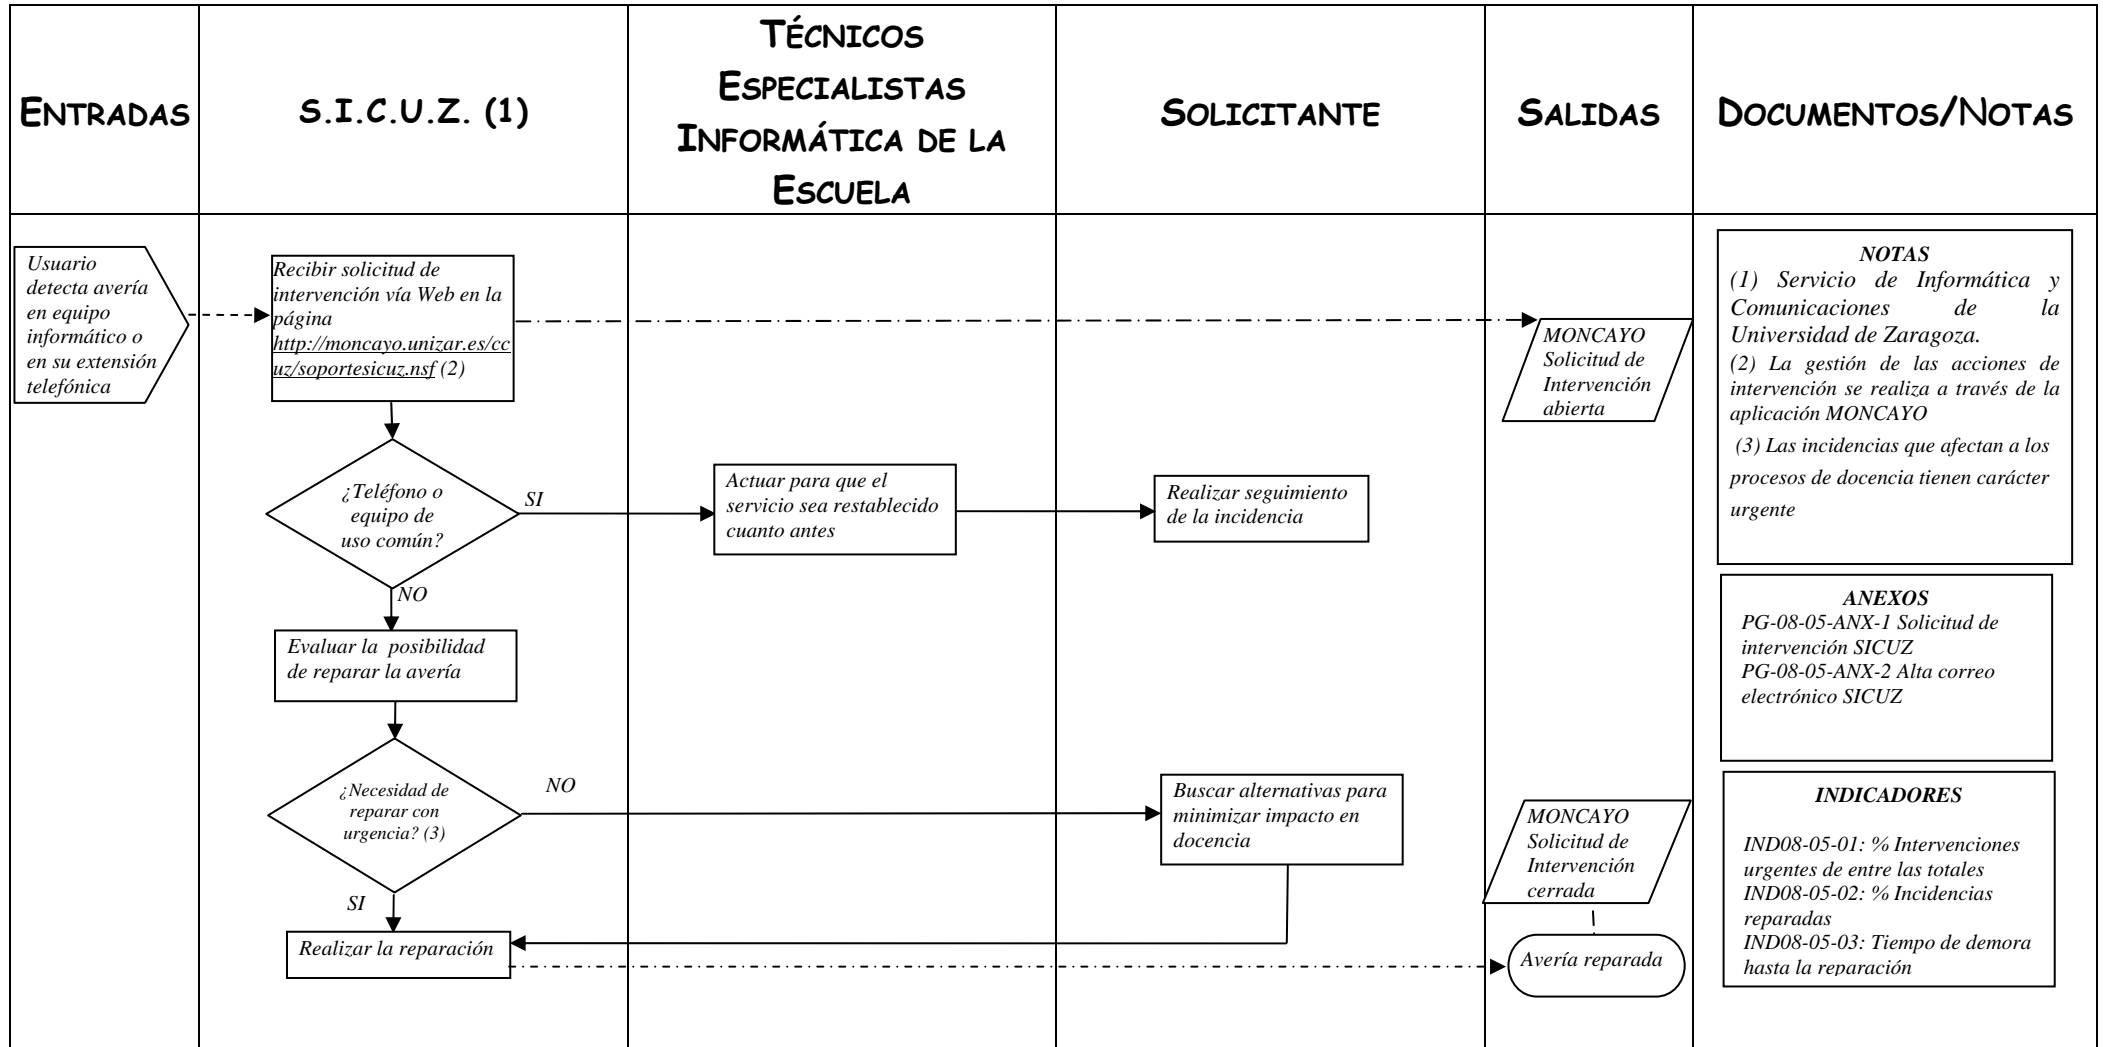 ENTRADAS
S.I.C.U.Z. (1)
TÉCNICOS
ESPECIALISTAS
INFORMÁTICA DE LA
ESCUELA
SOLICITANTE
SALIDAS
DOCUMENTOS/NOTAS
Usuario
detecta avería
en equipo
informático o
en su extensión
telefónica
Recibir solicitud de
intervención vía Web en la
página
http://moncayo.unizar.es/cc
uz/soportesicuz.nsf (2)
MONCAYO
Solicitud de
Intervención
abierta
¿Teléfono o
equipo de
uso común?
SI
NO
Actuar para que el
servicio sea restablecido
cuanto antes
Realizar seguimiento
de la incidencia
Evaluar la posibilidad
de reparar la avería
¿Necesidad de
reparar con
urgencia? (3)
NO
SI
Buscar alternativas para
minimizar impacto en
docencia
MONCAYO
Solicitud de
Intervención
cerrada
Realizar la reparación
Avería reparada
NOTAS
(1) Servicio de Informática y
Comunicaciones de la
Universidad de Zaragoza.
(2) La gestión de las acciones de
intervención se realiza a través de la
aplicación MONCAYO
(3) Las incidencias que afectan a los
procesos de docencia tienen carácter
urgente
ANEXOS
PG-08-05-ANX-1 Solicitud de
intervención SICUZ
PG-08-05-ANX-2 Alta correo
electrónico SICUZ
INDICADORES
IND08-05-01: % Intervenciones
urgentes de entre las totales
IND08-05-02: % Incidencias
reparadas
IND08-05-03: Tiempo de demora
hasta la reparación